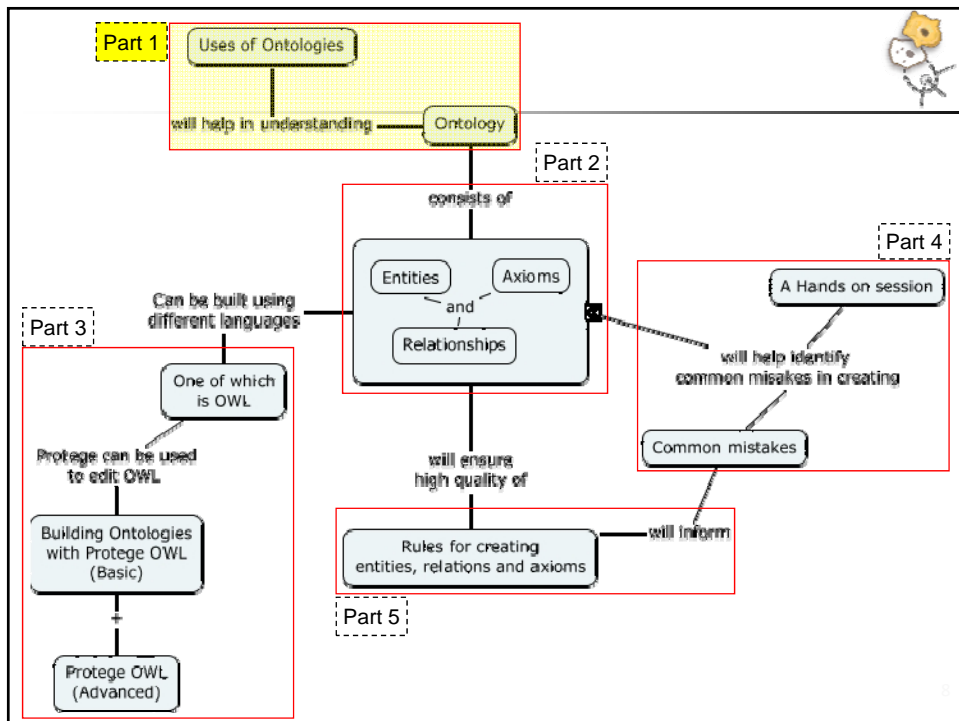 Part 1
Uses of Ontologies
will help in understanding
Ontology
Part 2
consists of
Entities
Axioms
and
Relationships
Part 4
A Hands on session
will help identify
common misakes in creating
Common mistakes
Can be built using
different languages
Part 3
One of which
is OWL
Protege can be used
to edit OWL
Building Ontologies
with Protege OWL
(Basic)
+
Protege OWL
(Advanced)
will ensure
high quality of
Rules for creating
entities, relations and axioms
will inform
Part 5
8